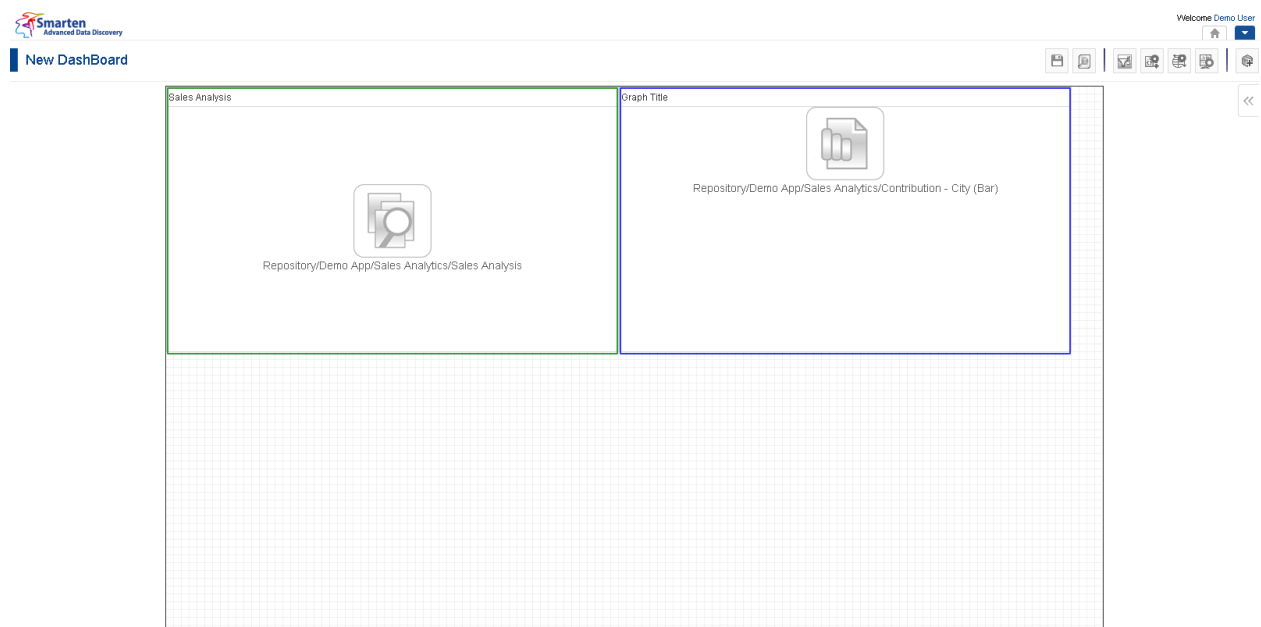 Smarten
Advanced Data Discovery
Welcome Demo User
New DashBoard
Sales Analysis
Graph Title
Repository/Demo App/Sales Analytics/Contribution - City (Bar)
Repository/Demo App/Sales Analytics/Sales Analysis